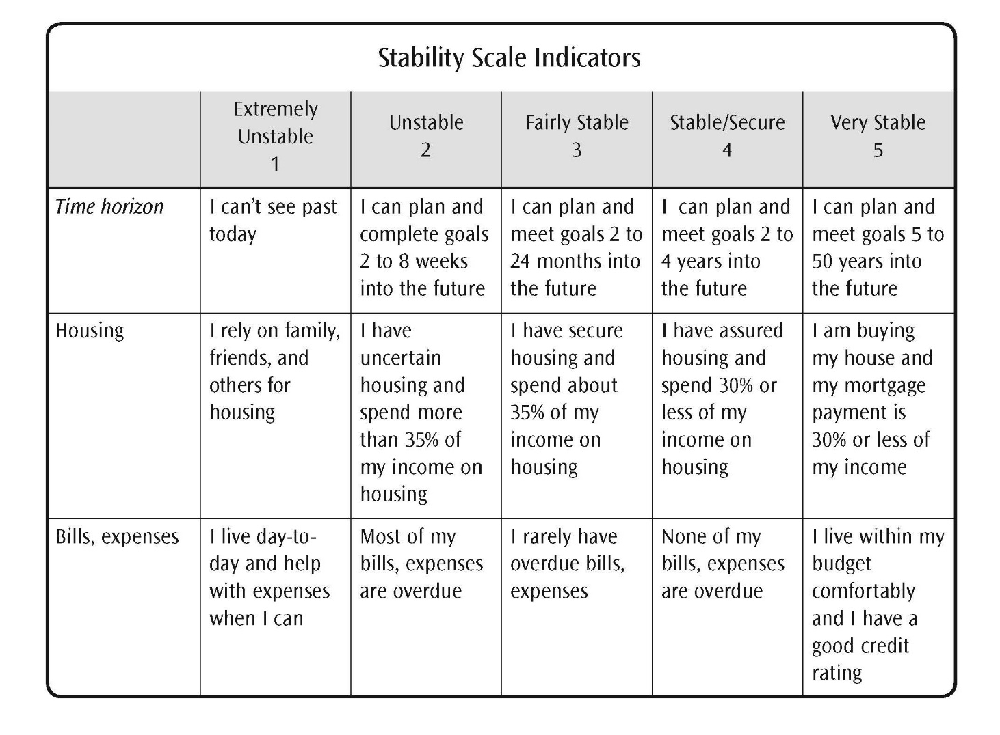 Stability Scale Indicators
Extremely
Unstable
1
Unstable
2
Fairly Stable
3
Stable/Secure
4
Very Stable
5
Time horizon
I can’t see past
today
I can plan and
complete goals
2 to 8 weeks
into the future
I can plan and
meet goals 2 to
24 months into
the future
I can plan and
meet goals 2 to
4 years into
the future
I can plan and
meet goals 5 to
50 years into
the future
Housing
I rely on family,
friends, and
others for
housing
I have
uncertain
housing and
spend more
than 35% of
my income on
housing
I have secure
housing and
spend about
35% of my
income on
housing
I have assured
housing and
spend 30% or
less of my
income on
housing
I am buying
my house and
my mortgage
payment is
30% or less of
my income
Bills, expenses
I live day-to-
day and help
with expenses
when I can
Most of my
bills, expenses
are overdue
I rarely have
overdue bills,
expenses
None of my
bills, expenses
are overdue
I live within my
budget
comfortably
and I have a
good credit
rating